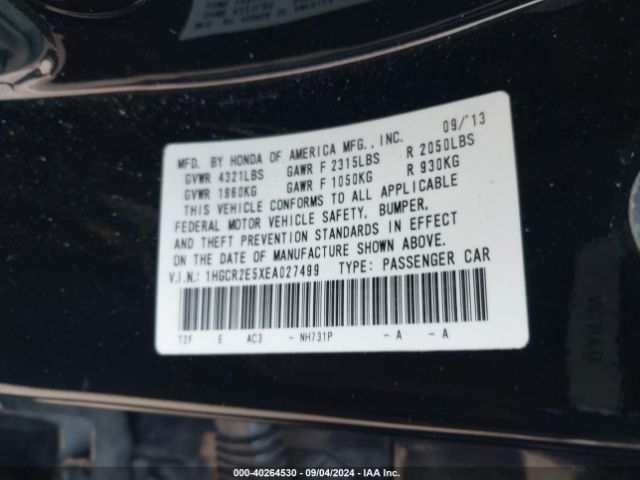 MFD. BY HONDA OF AMERICA MFG., INC. 09/'13
GVWR 4321LBS GAWR F 2315LBS R 2050LBS
GVWR 1960KG GAWR F 1050KG R 930KG
THIS VEHICLE CONFORMS TO ALL APPLICABLE
FEDERAL MOTOR VEHICLE SAFETY, BUMPER,
AND THEFT PREVENTION STANDARDS IN EFFECT
ON THE DATE OF MANUFACTURE SHOWN ABOVE.
V.I.N.: 1HGCR2E5XEA027499 TYPE: PASSENGER CAR
T2F E AC3 - NH731P - A - A
000-40264530 - 09/04/2024 - IAA Inc.